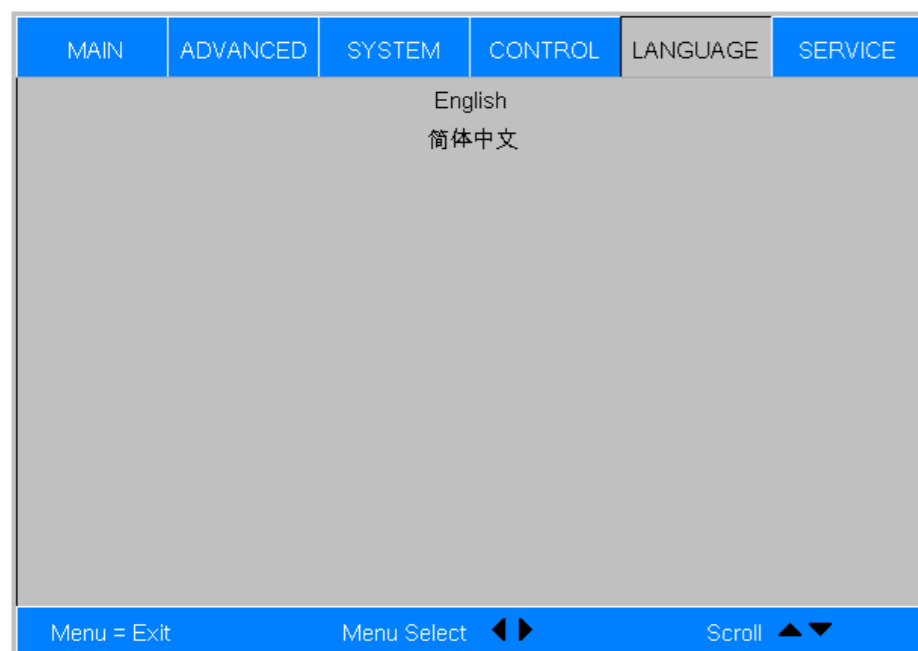 MAIN ADVANCED SYSTEM CONTROL LANGUAGE SERVICE
English
简体中文
Menu = Exit Menu Select Scroll